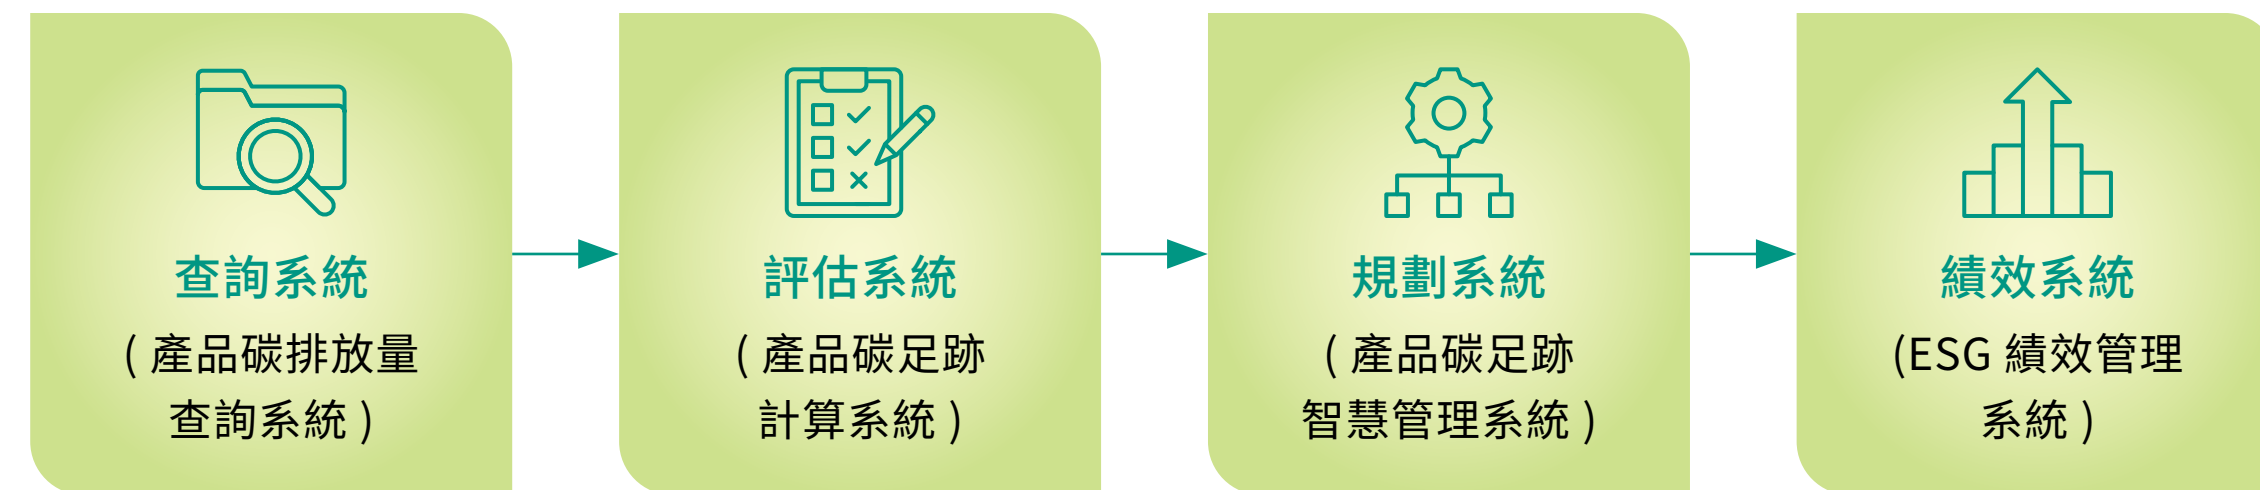 查詢系統
( 產品碳排放量
查詢系統 )
評估系統
( 產品碳足跡
計算系統 )
規劃系統
( 產品碳足跡
智慧管理系統 )
績效系統
(ESG 績效管理
系統 )